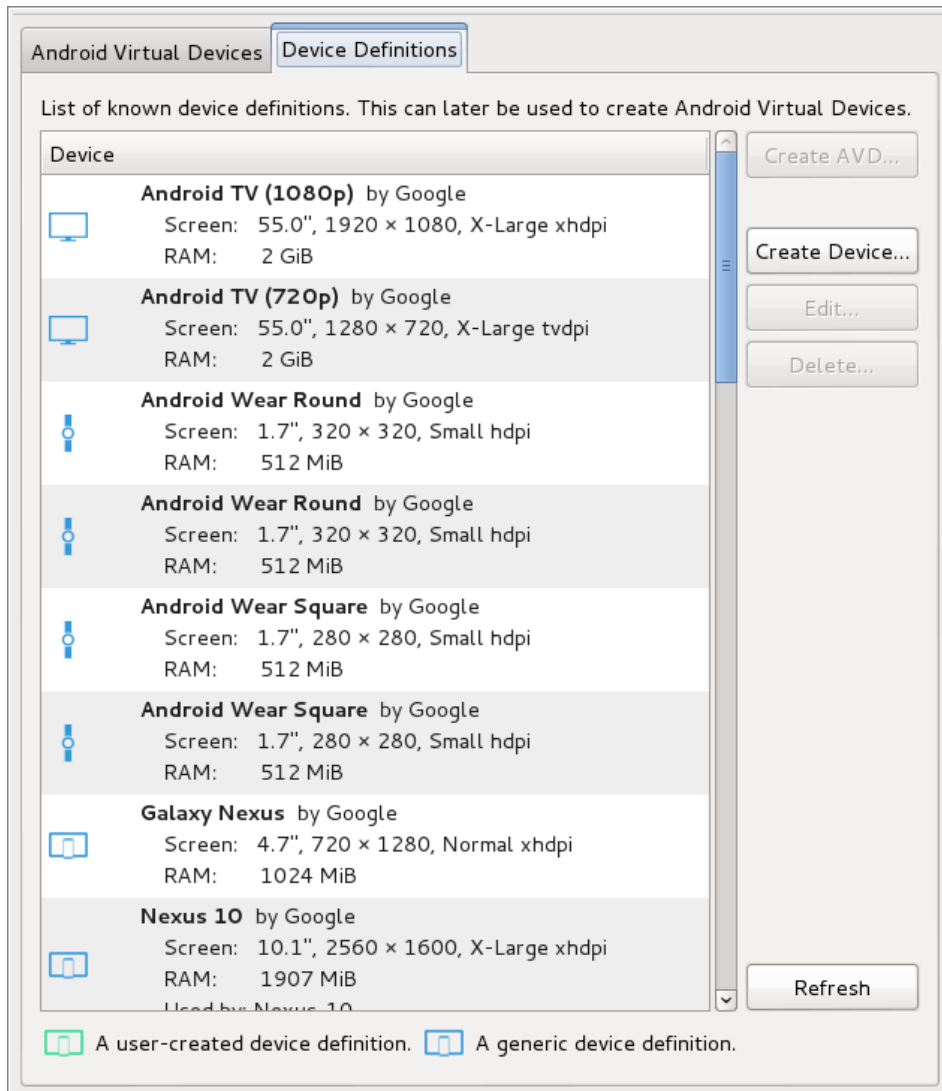 Android Virtual Devices
Device Definitions
List of known device definitions. This can later be used to create Android Virtual Devices.
Device
Android TV (1080p) by Google
Screen: 55.0", 1920 × 1080, X-Large xhdpi
RAM: 2 GiB
Android TV (720p) by Google
Screen: 55.0", 1280 × 720, X-Large tvdpi
RAM: 2 GiB
Android Wear Round by Google
Screen: 1.7", 320 × 320, Small hdpi
RAM: 512 MiB
Android Wear Round by Google
Screen: 1.7", 320 × 320, Small hdpi
RAM: 512 MiB
Android Wear Square by Google
Screen: 1.7", 280 × 280, Small hdpi
RAM: 512 MiB
Android Wear Square by Google
Screen: 1.7", 280 × 280, Small hdpi
RAM: 512 MiB
Galaxy Nexus by Google
Screen: 4.7", 720 × 1280, Normal xhdpi
RAM: 1024 MiB
Nexus 10 by Google
Screen: 10.1", 2560 × 1600, X-Large xhdpi
RAM: 1907 MiB
Used by: Nexus_10
Create AVD...
Create Device...
Edit...
Delete...
Refresh
A user-created device definition.
A generic device definition.